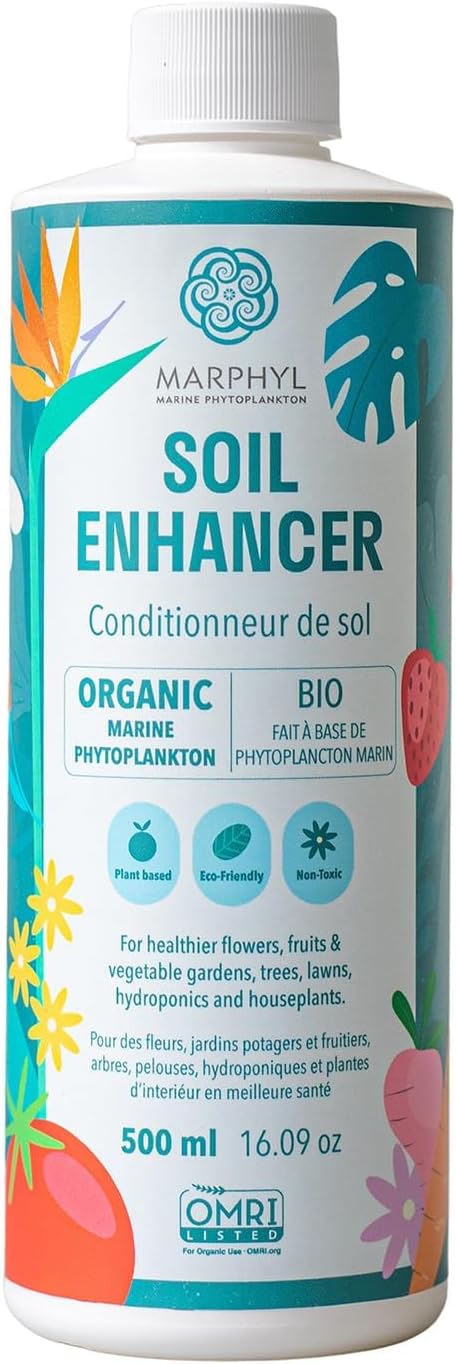 MARPHYL
MARINE PHYTOPLANKTON
SOIL
ENHANCER
Conditionneur de sol
ORGANIC
MARINE
PHYTOPLANKTON
BIO
FAIT À BASE DE
PHYTOPLANCTON MARIN
Plant based
Eco-Friendly
Non-Toxic
For healthier flowers, fruits &
vegetable gardens, trees, lawns,
hydroponics and houseplants.
Pour des fleurs, jardins potagers et fruitiers,
arbres, pelouses, hydroponiques et plantes
d'interiéur en meilleure santé
500 ml 16.09 oz
OMRI
LISTED
For Organic Use · OMRI.org